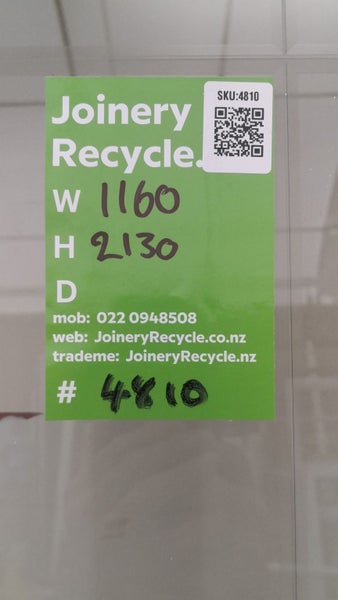 SKU:4810
Joinery
Recycle.
W 1160
H 2130
D
mob: 022 0948508
web: JoineryRecycle.co.nz
trademe: JoineryRecycle.nz
# 4810